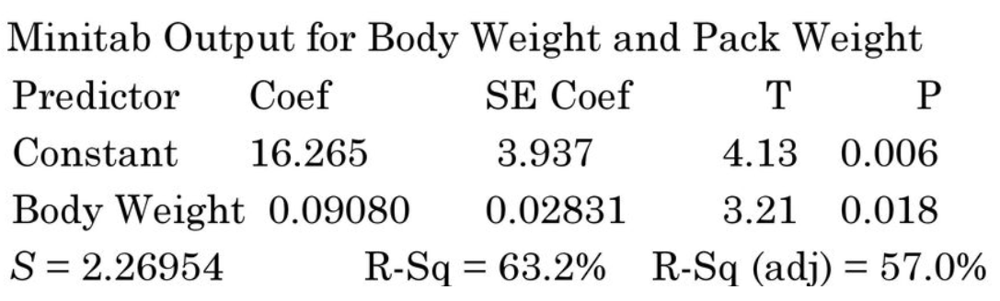 Minitab Output for Body Weight and Pack Weight
Predictor Coef SE Coef T P
Constant 16.265 3.937 4.13 0.006
Body Weight 0.09080 0.02831 3.21 0.018
S = 2.26954 R-Sq = 63.2% R-Sq (adj) = 57.0%